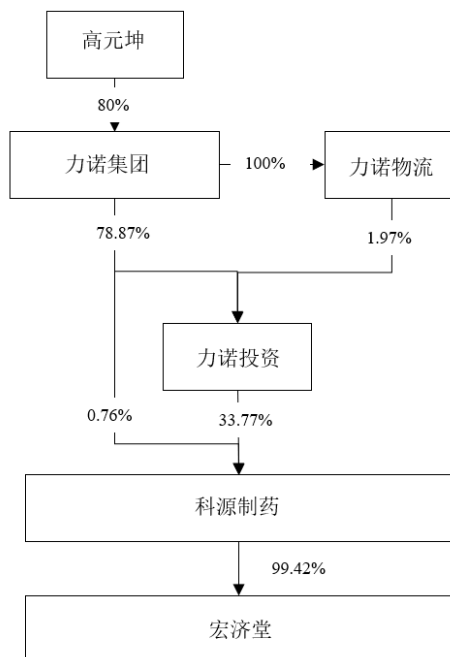 高元坤
80%
力诺集团
100%
力诺物流
78.87%
1.97%
力诺投资
0.76%
33.77%
科源制药
99.42%
宏济堂